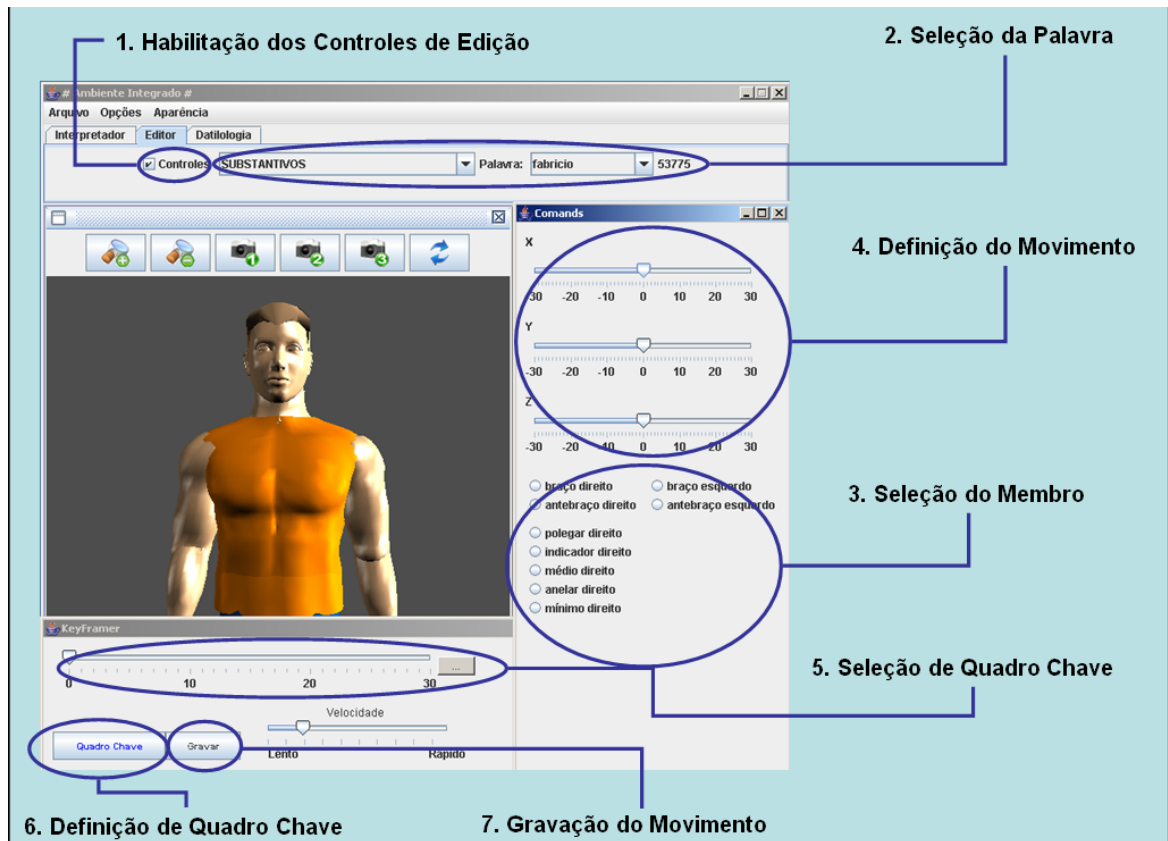 1. Habilitação dos Controles de Edição
2. Seleção da Palavra
# Ambiente Integrado #
Arquivo Opções Aparência
Interpretador Editor Datilologia
Controles SUBSTANTIVOS Palavra: fabricio 53775
Comands
1 2 3
X
-30 -20 -10 0 10 20 30
4. Definição do Movimento
Y
-30 -20 -10 0 10 20 30
Z
-30 -20 -10 0 10 20 30
braço direito braço esquerdo
antebraço direito antebraço esquerdo
3. Seleção do Membro
polegar direito
indicador direito
médio direito
anelar direito
mínimo direito
KeyFramer
...
0 10 20 30
5. Seleção de Quadro Chave
Velocidade
Quadro Chave Gravar
Lento Rápido
6. Definição de Quadro Chave
7. Gravação do Movimento